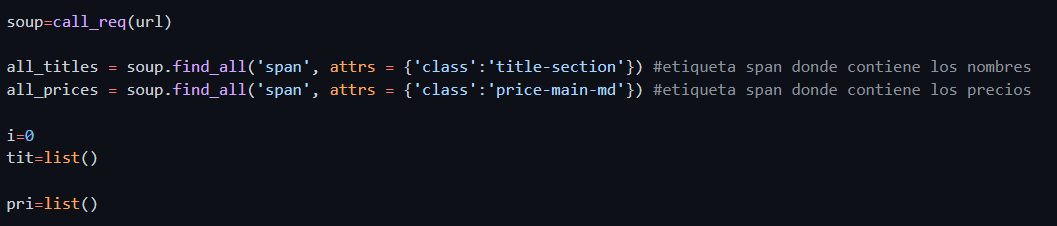 soup=call_req(url)
all_titles = soup.find_all('span', attrs = {'class':'title-section'}) #etiqueta span donde contiene los nombres
all_prices = soup.find_all('span', attrs = {'class':'price-main-md'}) #etiqueta span donde contiene los precios
i=0
tit=list()
pri=list()